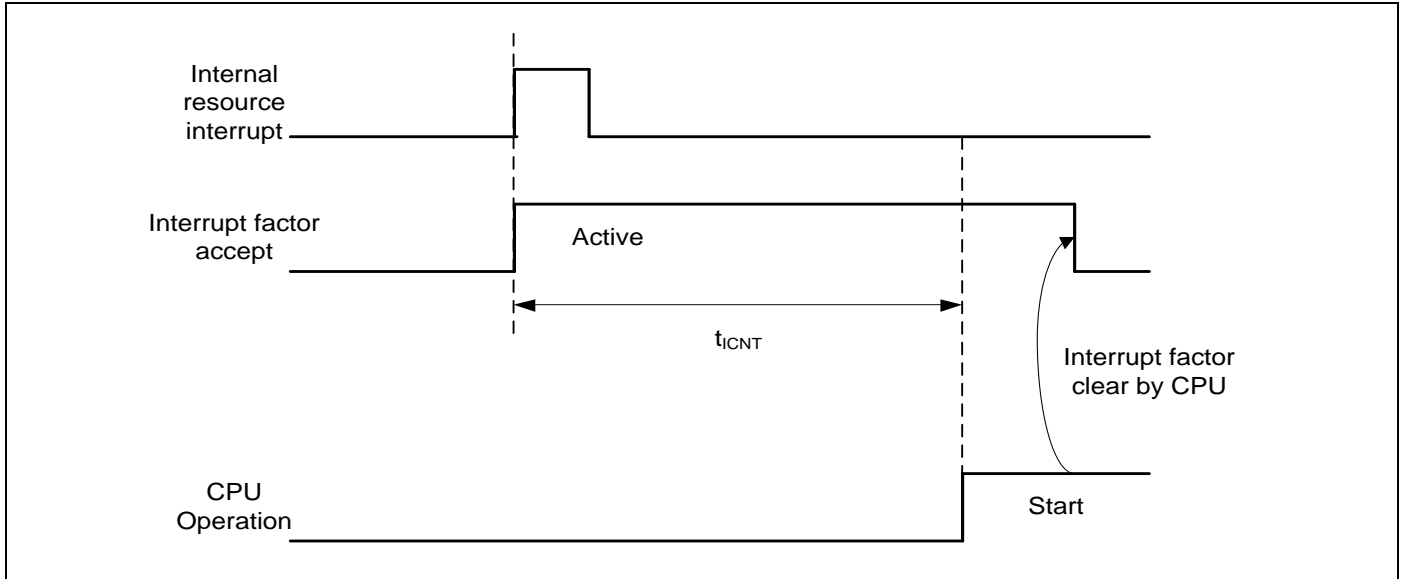 Internal
resource
interrupt
Interrupt factor
accept
Active
tICNT
Interrupt factor
clear by CPU
CPU
Operation
Start